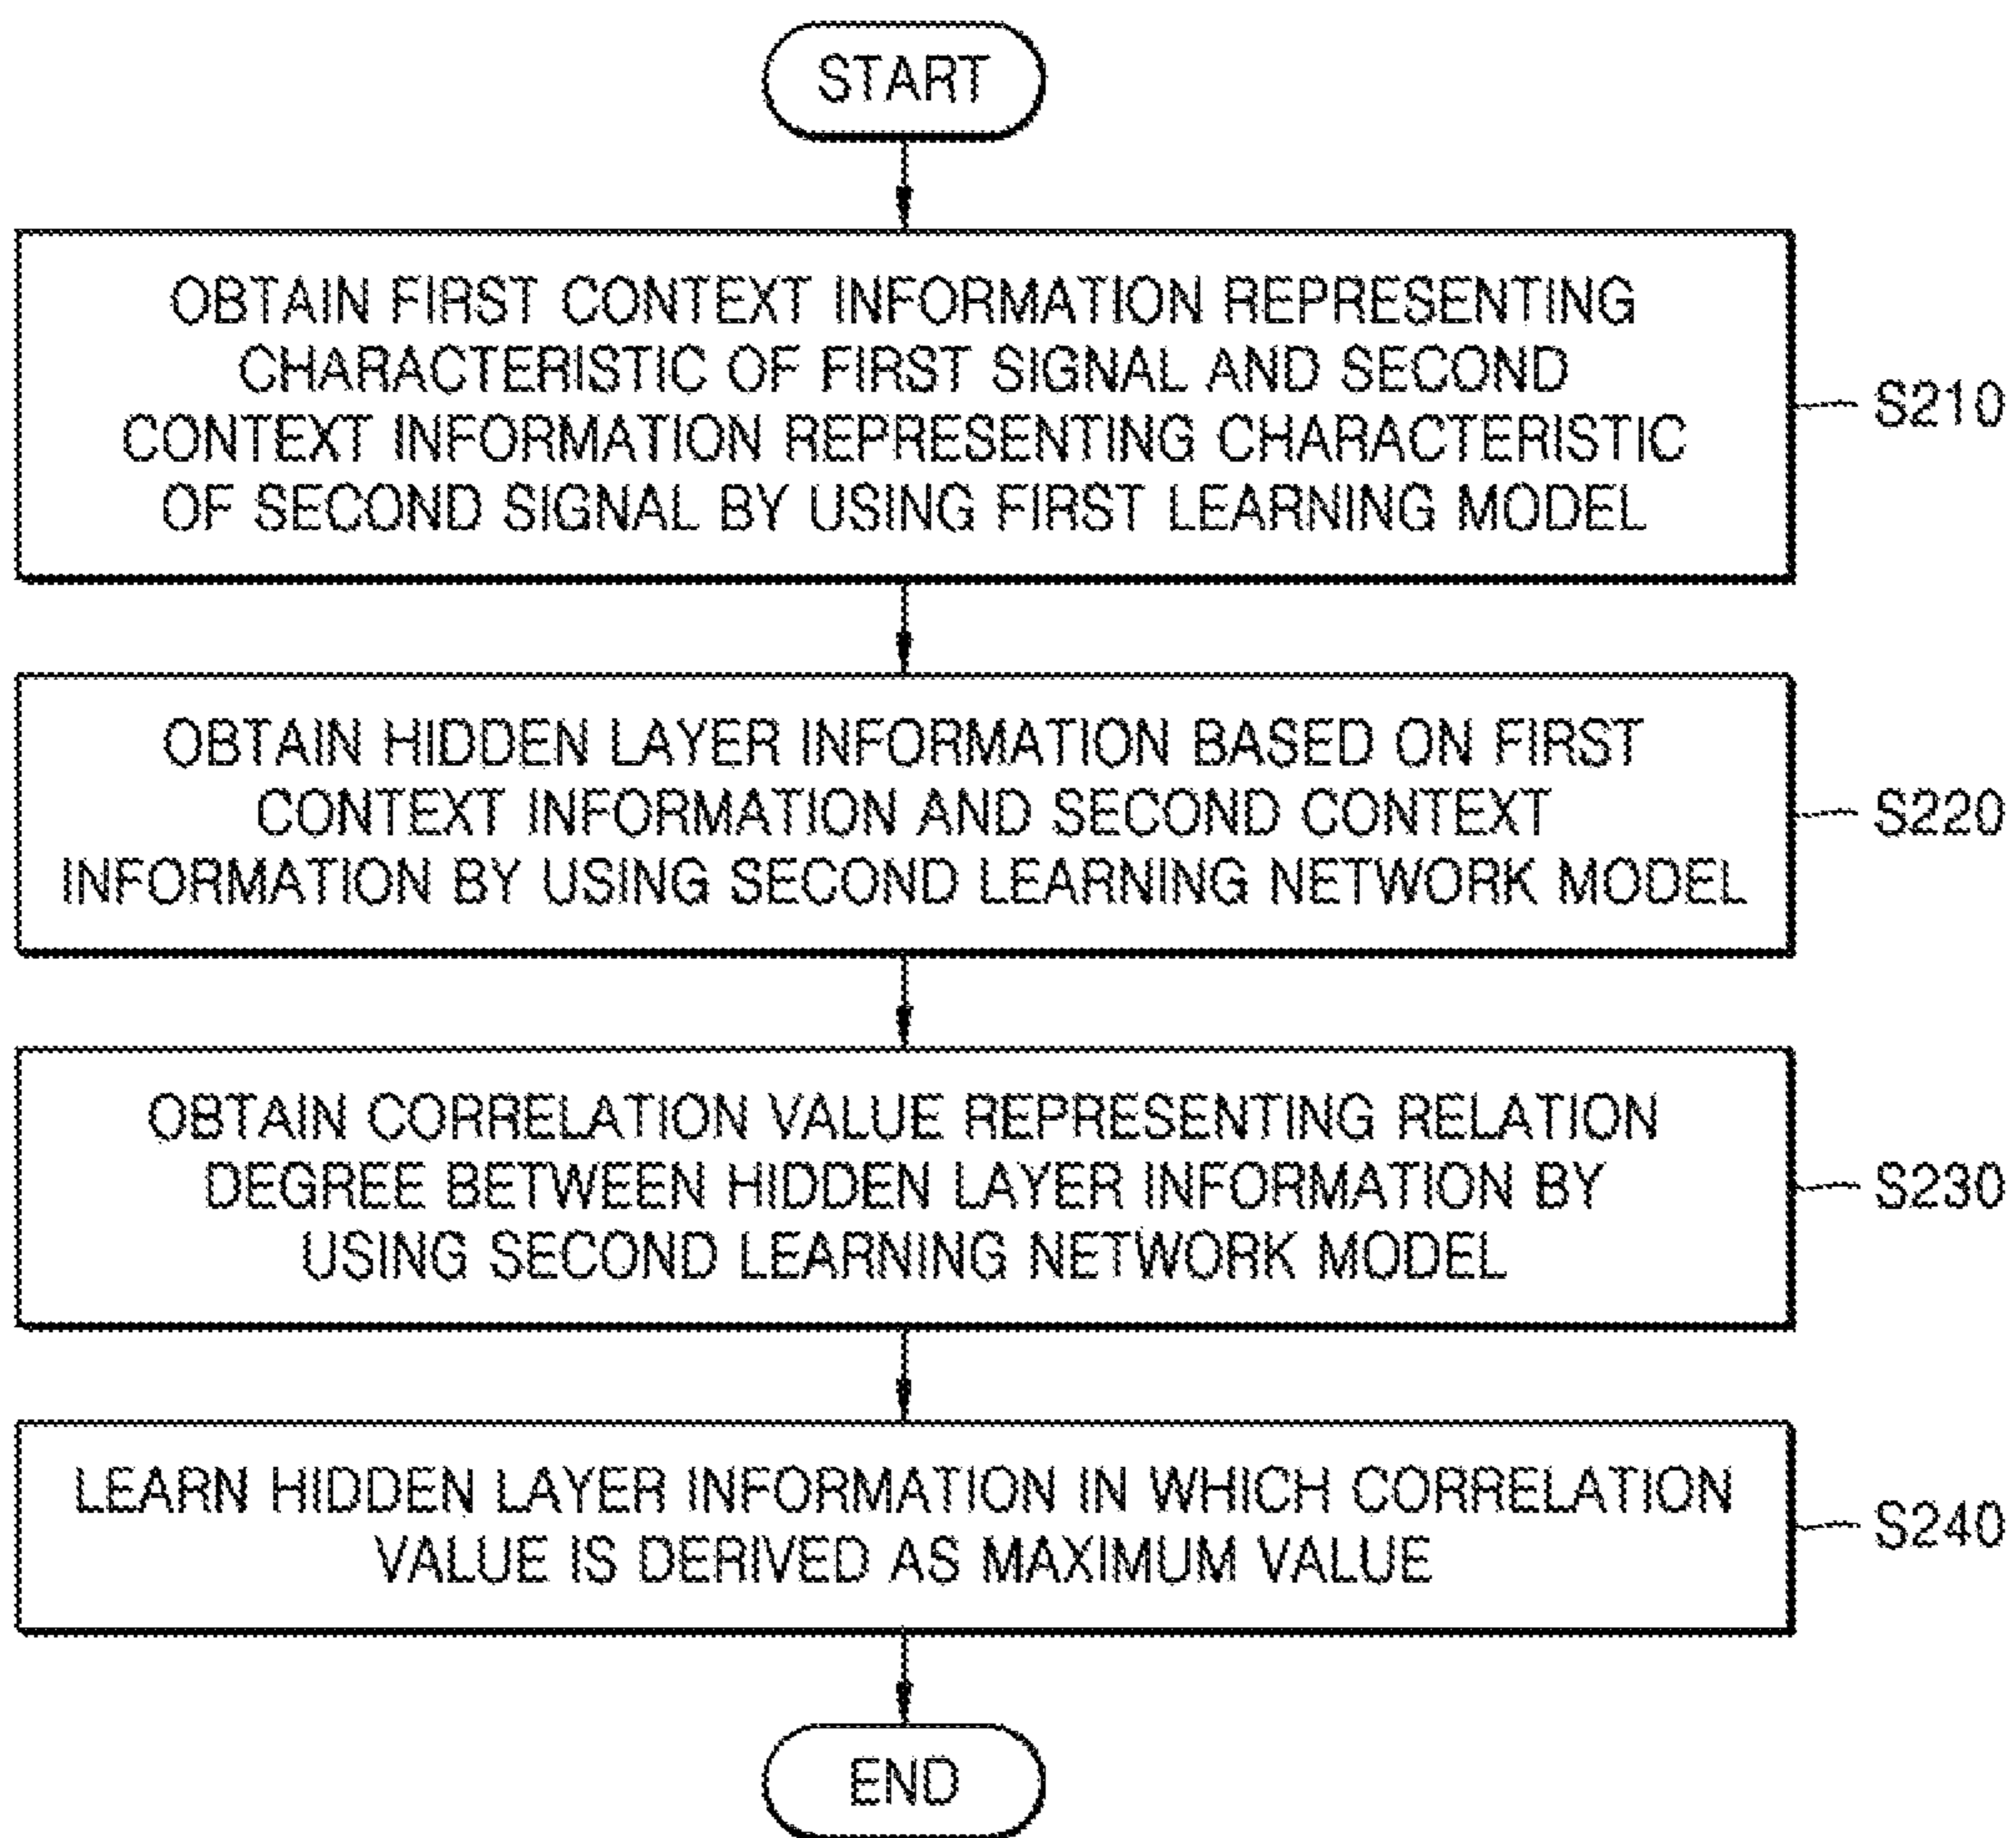 START
OBTAIN FIRST CONTEXT INFORMATION REPRESENTING
CHARACTERISTIC OF FIRST SIGNAL AND SECOND
CONTEXT INFORMATION REPRESENTING CHARACTERISTIC
OF SECOND SIGNAL BY USING FIRST LEARNING MODEL
S210
OBTAIN HIDDEN LAYER INFORMATION BASED ON FIRST
CONTEXT INFORMATION AND SECOND CONTEXT
INFORMATION BY USING SECOND LEARNING NETWORK MODEL
S220
OBTAIN CORRELATION VALUE REPRESENTING RELATION
DEGREE BETWEEN HIDDEN LAYER INFORMATION BY
USING SECOND LEARNING NETWORK MODEL
S230
LEARN HIDDEN LAYER INFORMATION IN WHICH CORRELATION
VALUE IS DERIVED AS MAXIMUM VALUE
S240
END